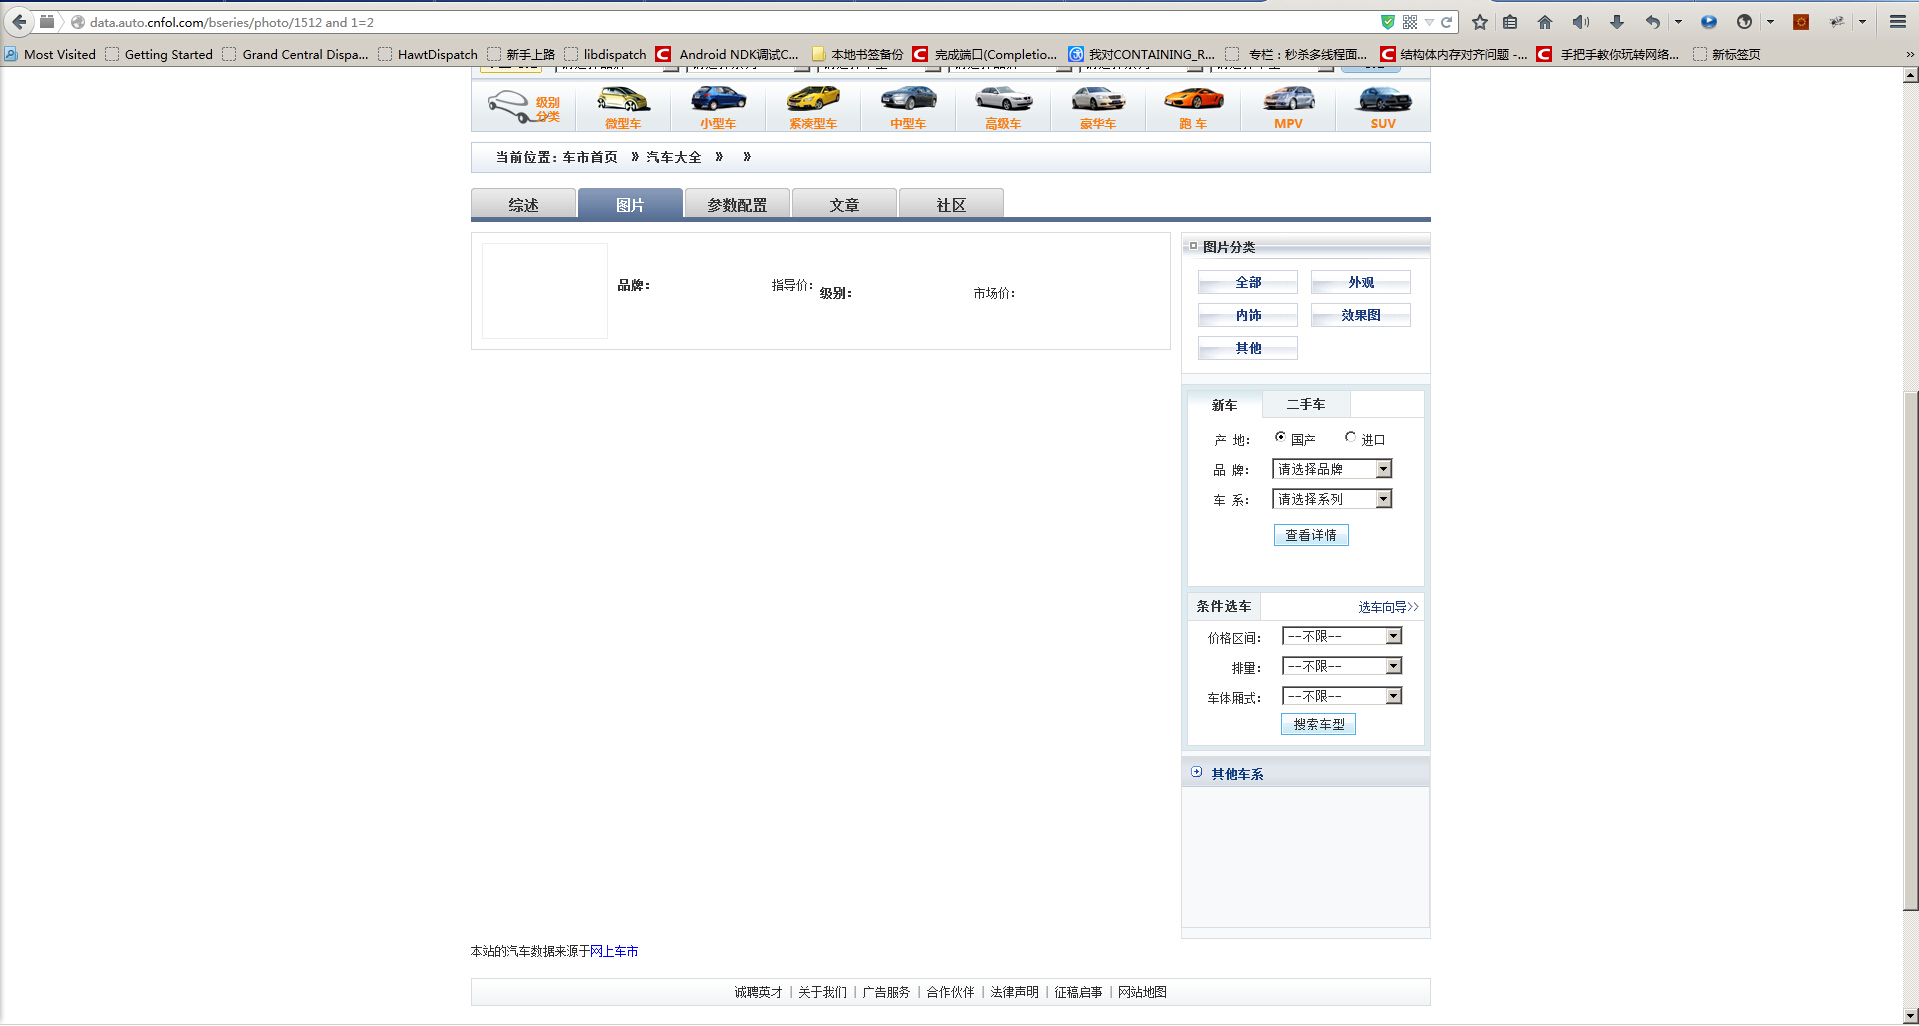 data.auto.cnfol.com/bseries/photo/1512 and 1=2
Most Visited Getting Started Grand Central Dispa... HawtDispatch 新手上路 libdispatch Android NDK调试C... 本地书签备份 完成端口(Completio... 我对CONTAINING_R... 专栏：秒杀多线程面... 结构体内存对齐问题 -... 手把手教你玩转网络... 新标签页 »
级别
分类
微型车 小型车 紧凑型车 中型车 高级车 豪华车 跑 车 MPV SUV
当前位置：车市首页 » 汽车大全 » »
综述 图片 参数配置 文章 社区
图片分类
品牌： 指导价： 级别： 市场价：
全部 外观
内饰 效果图
其他
新车 二手车
产 地： 国产 进口
品 牌： 请选择品牌
车 系： 请选择系列
查看详情
条件选车 选车向导>>
价格区间： --不限--
排量： --不限--
车体厢式： --不限--
搜索车型
其他车系
本站的汽车数据来源于网上车市
诚聘英才 | 关于我们 | 广告服务 | 合作伙伴 | 法律声明 | 征稿启事 | 网站地图